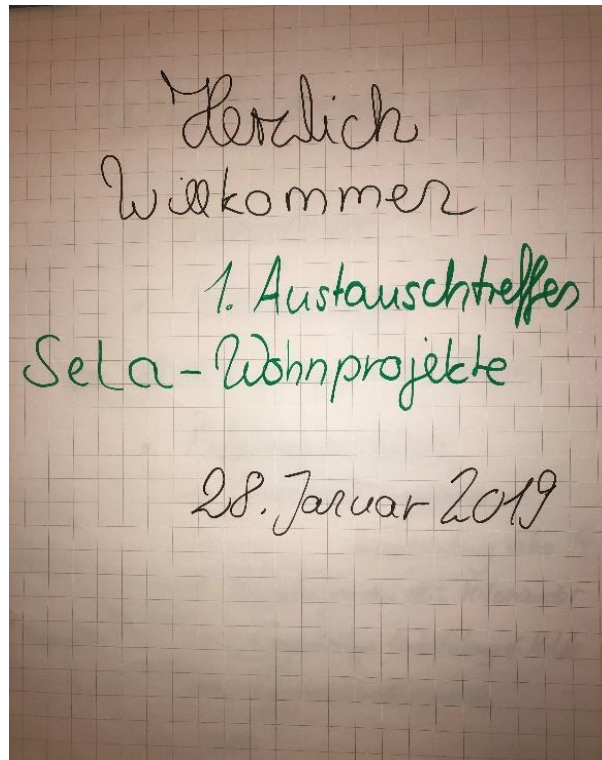 Herzlich
Willkommen
1. Austauschtreffen
SeLa-Wohnprojekte
28. Januar 2019